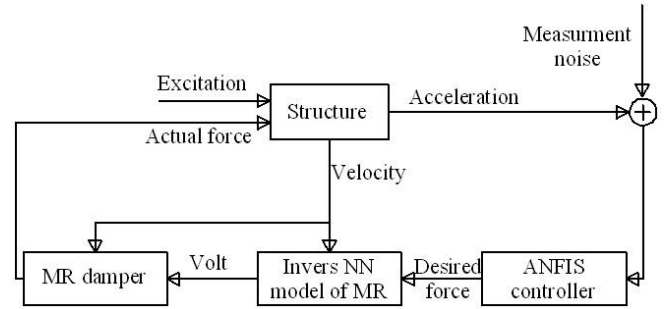 Measurment
noise
Excitation
Structure
Acceleration
+
Actual force
Velocity
MR damper
Volt
Invers NN
model of MR
Desired
force
ANFIS
controller